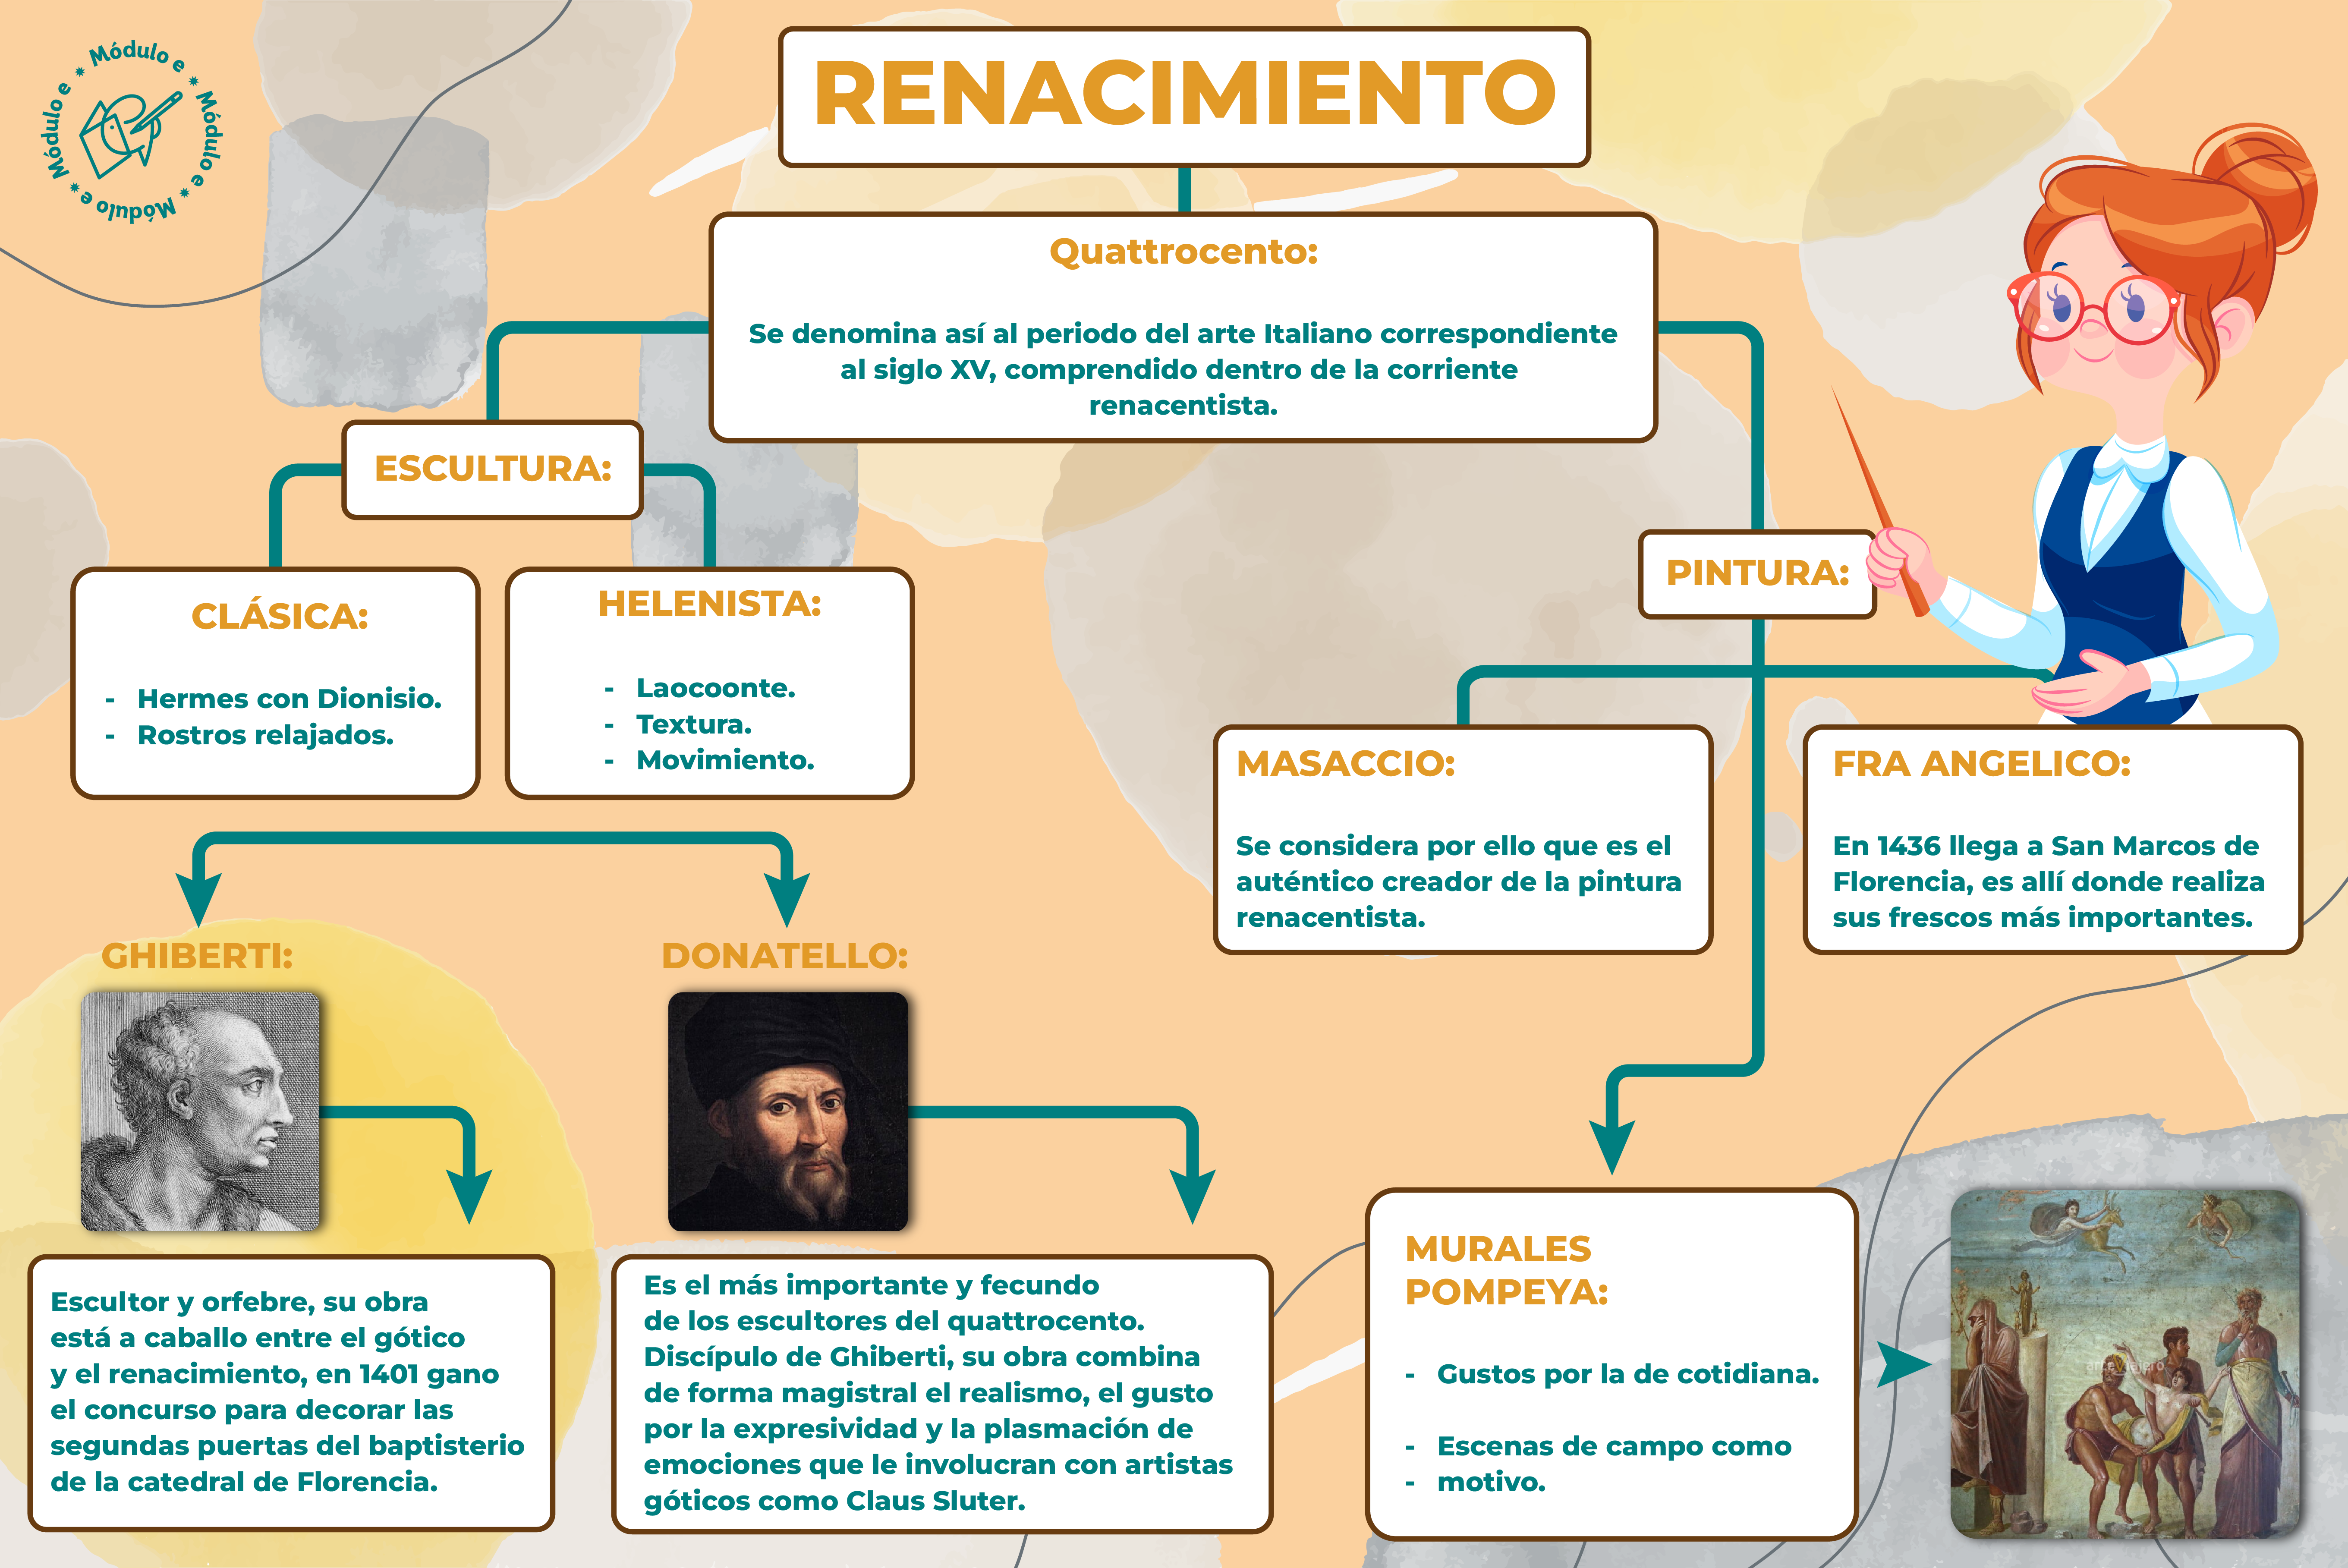 Módulo e * Módulo e * Módulo e * Módulo e *
RENACIMIENTO
Quattrocento:
Se denomina así al periodo del arte Italiano correspondiente
al siglo XV, comprendido dentro de la corriente
renacentista.
ESCULTURA:
CLÁSICA:
- Hermes con Dionisio.
- Rostros relajados.
HELENISTA:
- Laocoonte.
- Textura.
- Movimiento.
GHIBERTI:
Escultor y orfebre, su obra
está a caballo entre el gótico
y el renacimiento, en 1401 gano
el concurso para decorar las
segundas puertas del baptisterio
de la catedral de Florencia.
DONATELLO:
Es el más importante y fecundo
de los escultores del quattrocento.
Discípulo de Ghiberti, su obra combina
de forma magistral el realismo, el gusto
por la expresividad y la plasmación de
emociones que le involucran con artistas
góticos como Claus Sluter.
PINTURA:
MASACCIO:
Se considera por ello que es el
auténtico creador de la pintura
renacentista.
FRA ANGELICO:
En 1436 llega a San Marcos de
Florencia, es allí donde realiza
sus frescos más importantes.
MURALES
POMPEYA:
- Gustos por la de cotidiana.
- Escenas de campo como
- motivo.
arteViajero